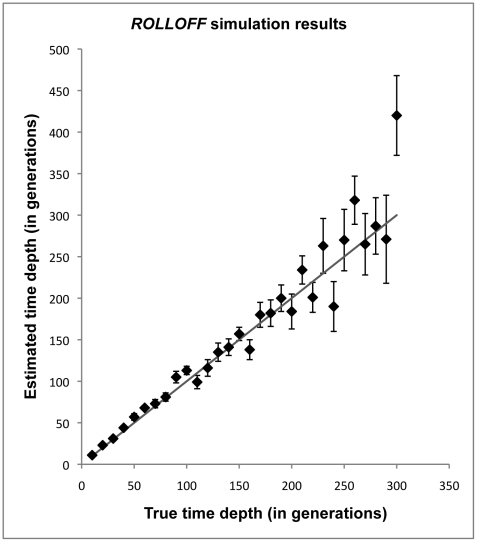 ROLLOFF simulation results
Estimated time depth (in generations)
500
450
400
350
300
250
200
150
100
50
0
0 50 100 150 200 250 300 350
True time depth (in generations)